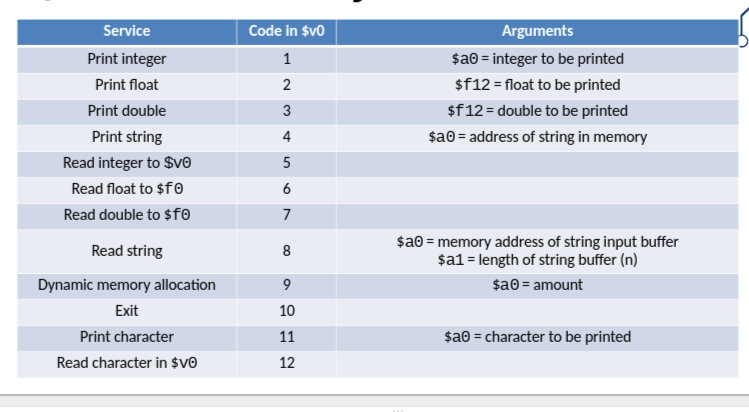 Service Code in $v0 Arguments
Print integer 1 $a0 = integer to be printed
Print float 2 $f12 = float to be printed
Print double 3 $f12 = double to be printed
Print string 4 $a0 = address of string in memory
Read integer to $v0 5
Read float to $f0 6
Read double to $f0 7
Read string 8 $a0 = memory address of string input buffer
$a1 = length of string buffer (n)
Dynamic memory allocation 9 $a0 = amount
Exit 10
Print character 11 $a0 = character to be printed
Read character in $v0 12